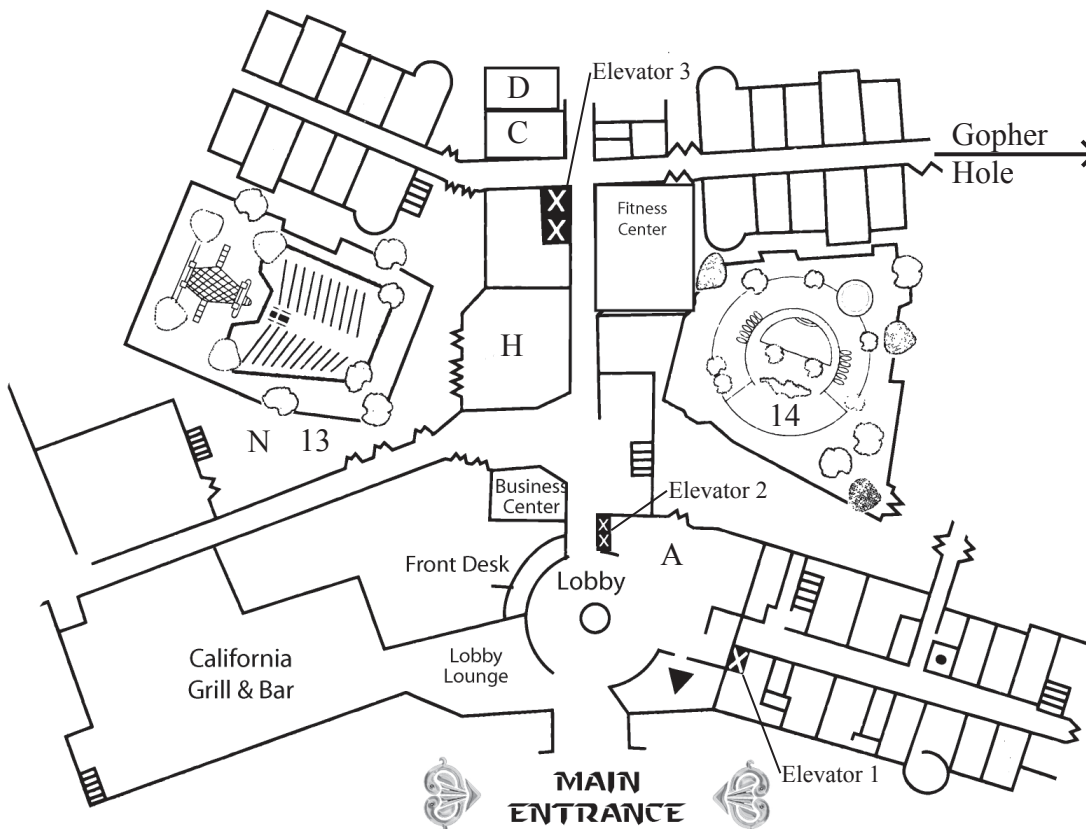 D
Elevator 3
C
Gopher
Hole
Fitness
Center
H
14
N 13
Business
Center
Elevator 2
A
Front Desk
Lobby
California
Grill & Bar
Lobby
Lounge
Elevator 1
MAIN
ENTRANCE